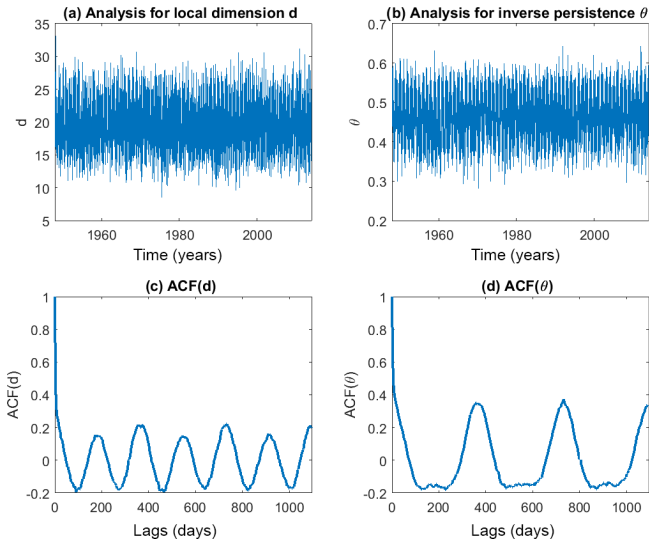 (a) Analysis for local dimension d
35
30
25
20
15
10
5
d
1960 1980 2000
Time (years)
(b) Analysis for inverse persistence θ
0.7
0.6
0.5
0.4
0.3
0.2
θ
1960 1980 2000
Time (years)
(c) ACF(d)
1
0.8
0.6
0.4
0.2
0
-0.2
ACF(d)
0 200 400 600 800 1000
Lags (days)
(d) ACF(θ)
1
0.8
0.6
0.4
0.2
0
-0.2
ACF(θ)
0 200 400 600 800 1000
Lags (days)